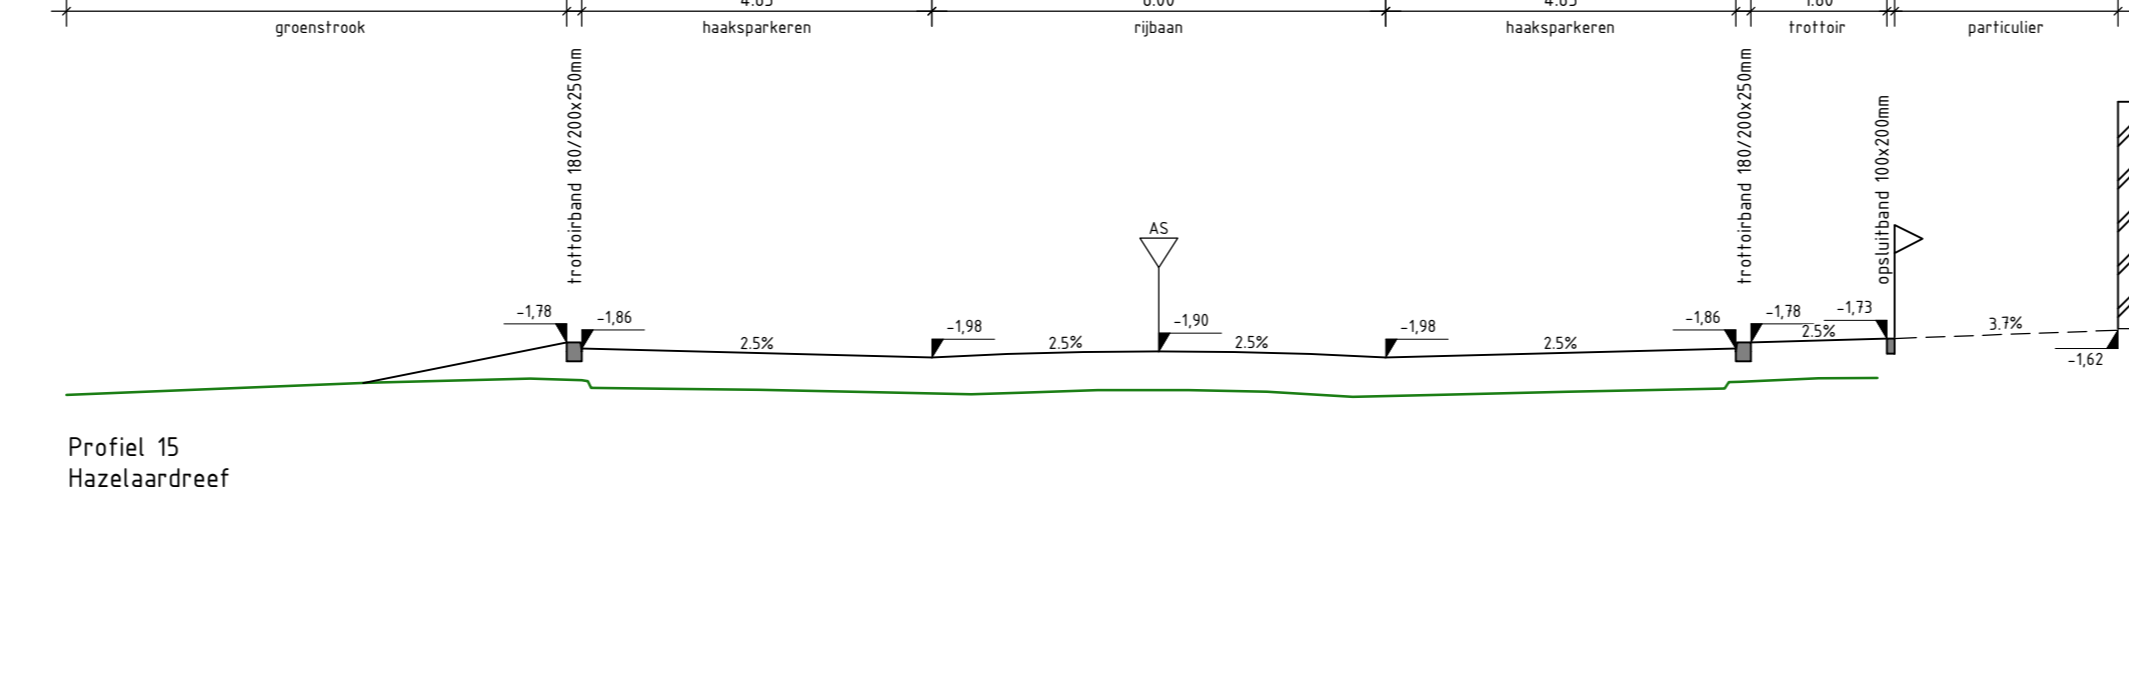 groenstrook
haaksparkeren
rijbaan
haaksparkeren
trottoir
particulier
trottoirband 180/200x250mm
trottoirband 180/200x250mm
opsluitband 100x200mm
AS
-1,78
-1,86
2.5%
-1,98
2.5%
-1,90
2.5%
-1,98
2.5%
-1,86
-1,78
2.5%
-1,73
3.7%
-1,62
Profiel 15
Hazelaardreef